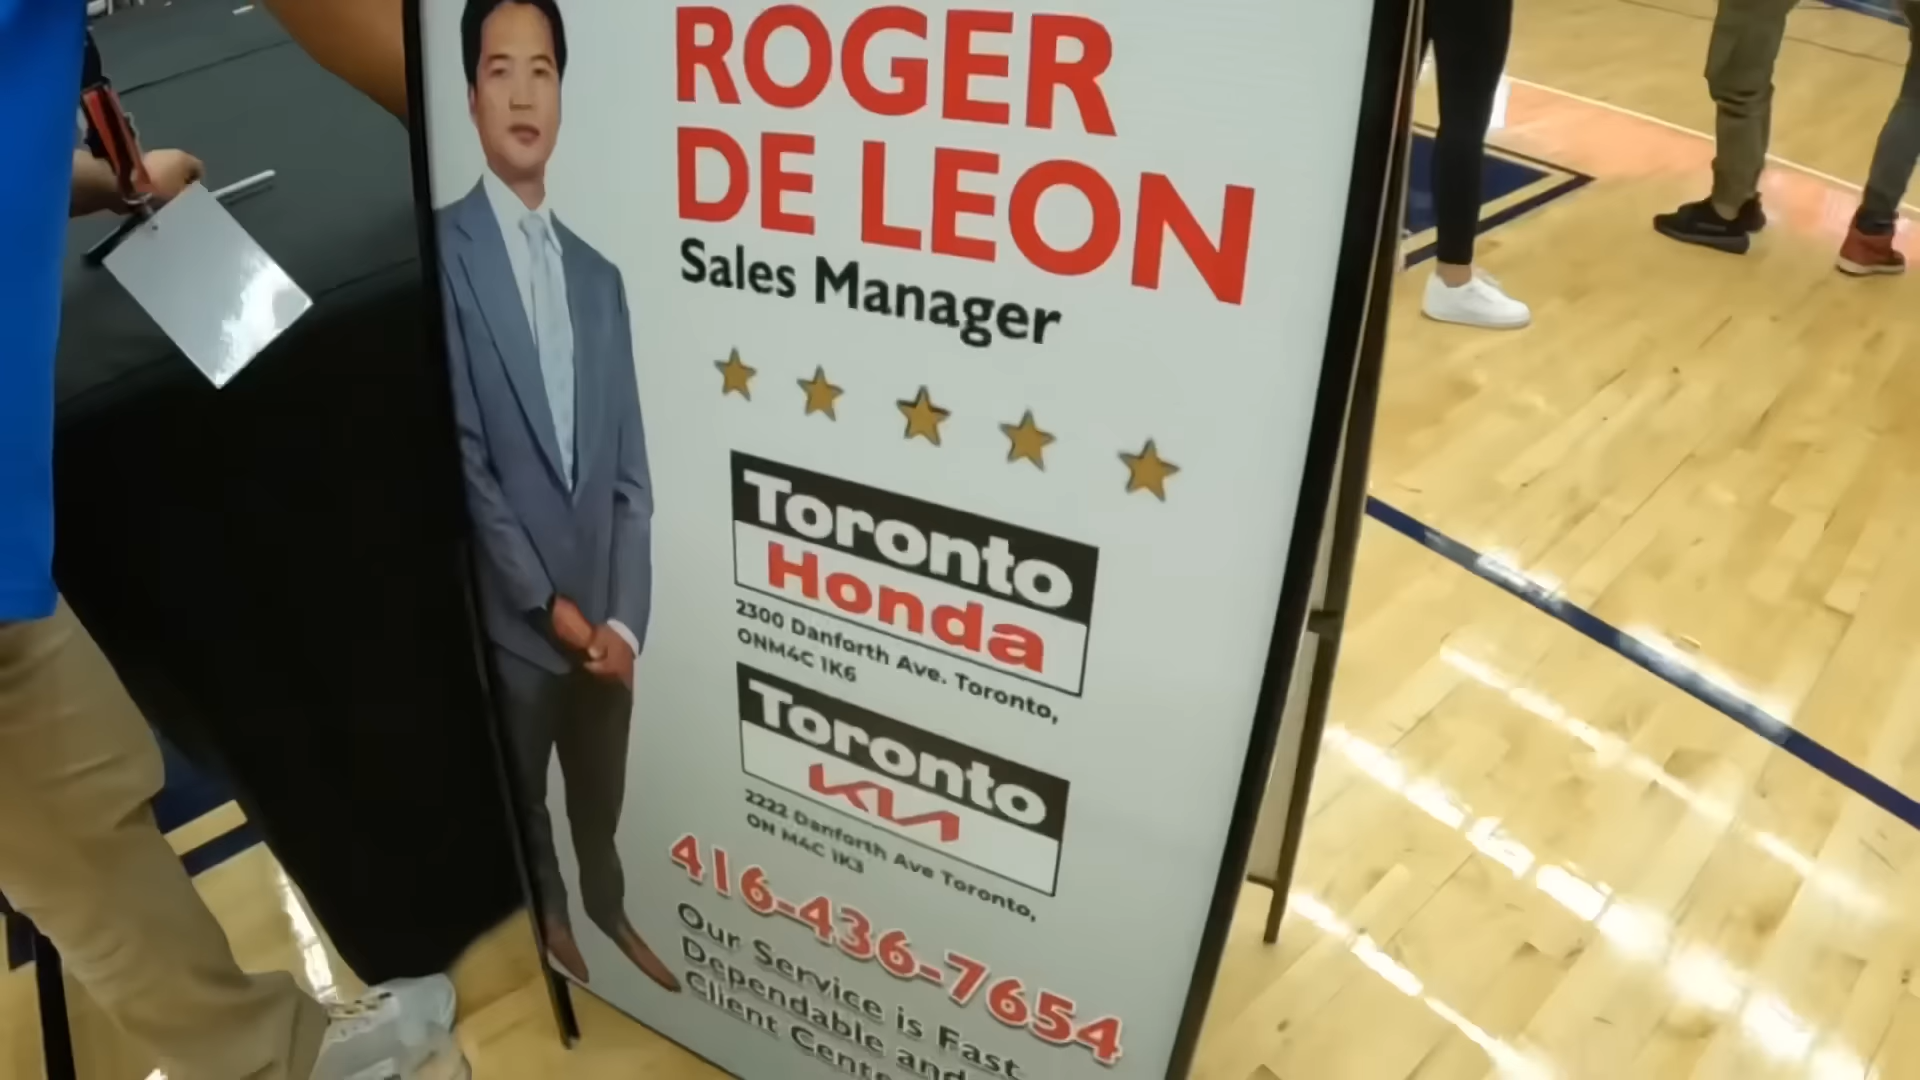 ROGER
DE LEON
Sales Manager
Toronto
Honda
2300 Danforth Ave. Toronto,
ONM4C 1K6
Toronto
KIA
2222 Danforth Ave Toronto,
ON M4C 1K3
416-436-7654
Our Service is Fast
Dependable and
Client